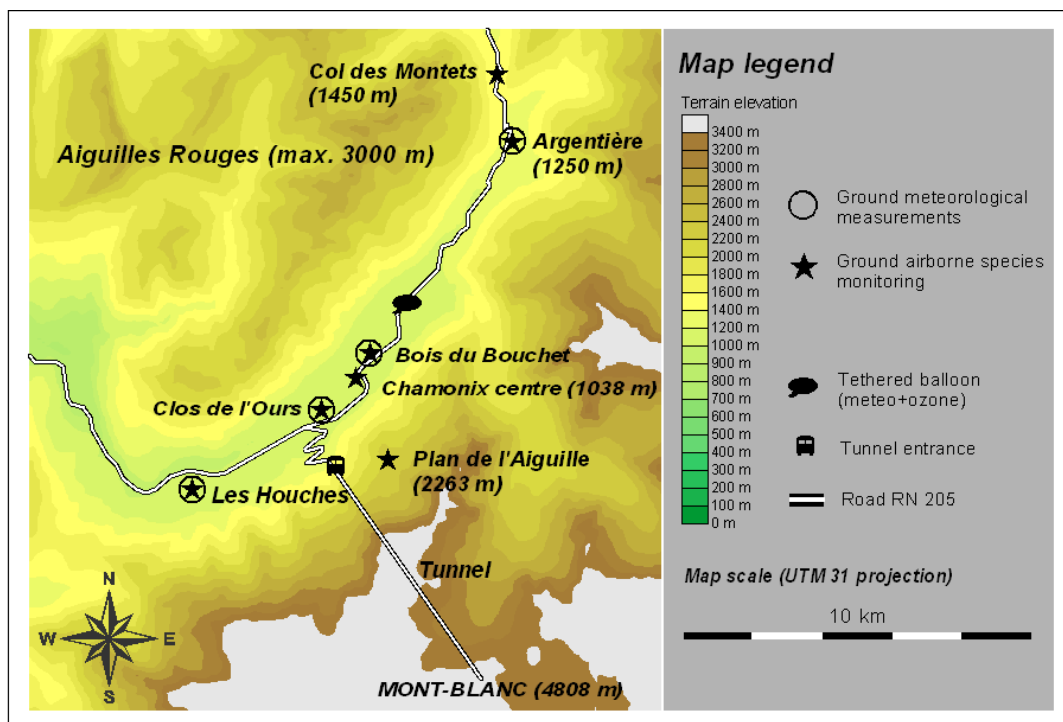 Col des Montets
(1450 m)
Aiguilles Rouges (max. 3000 m)
Argentière
(1250 m)
Bois du Bouchet
Chamonix centre (1038 m)
Clos de l'Ours
Plan de l'Aiguille
(2263 m)
Les Houches
Tunnel
MONT-BLANC (4808 m)
N
W E
S
Map legend
Terrain elevation
3400 m
3200 m
3000 m
2800 m
2600 m
2400 m
2200 m
2000 m
1800 m
1600 m
1400 m
1200 m
1000 m
900 m
800 m
700 m
600 m
500 m
400 m
300 m
200 m
100 m
0 m
Ground meteorological
measurements
Ground airborne species
monitoring
Tethered balloon
(meteo+ozone)
Tunnel entrance
Road RN 205
Map scale (UTM 31 projection)
10 km